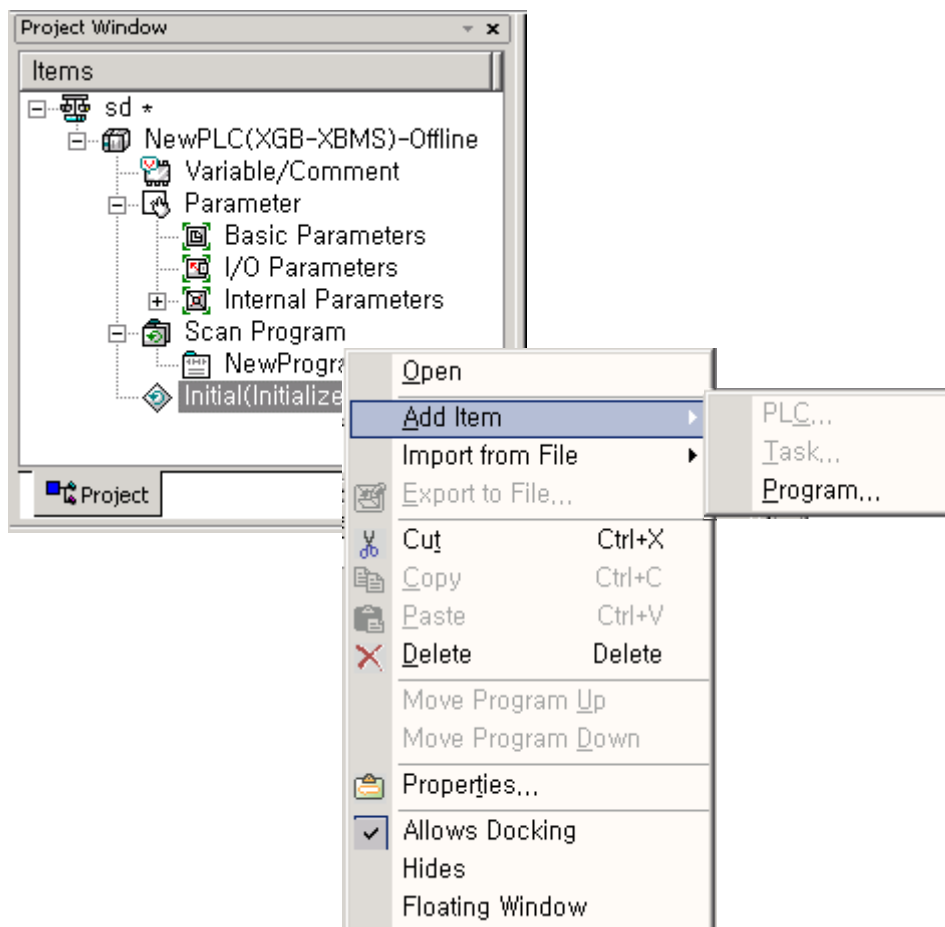 Project Window
Items
sd *
NewPLC(XGB-XBMS)-Offline
Variable/Comment
Parameter
Basic Parameters
I/O Parameters
Internal Parameters
Scan Program
Initial(Initialize
Project
Open
Add Item
Import from File
Export to File...
Cut Ctrl+X
Copy Ctrl+C
Paste Ctrl+V
Delete Delete
Move Program Up
Move Program Down
Properties...
Allows Docking
Hides
Floating Window
PLC...
Task...
Program...